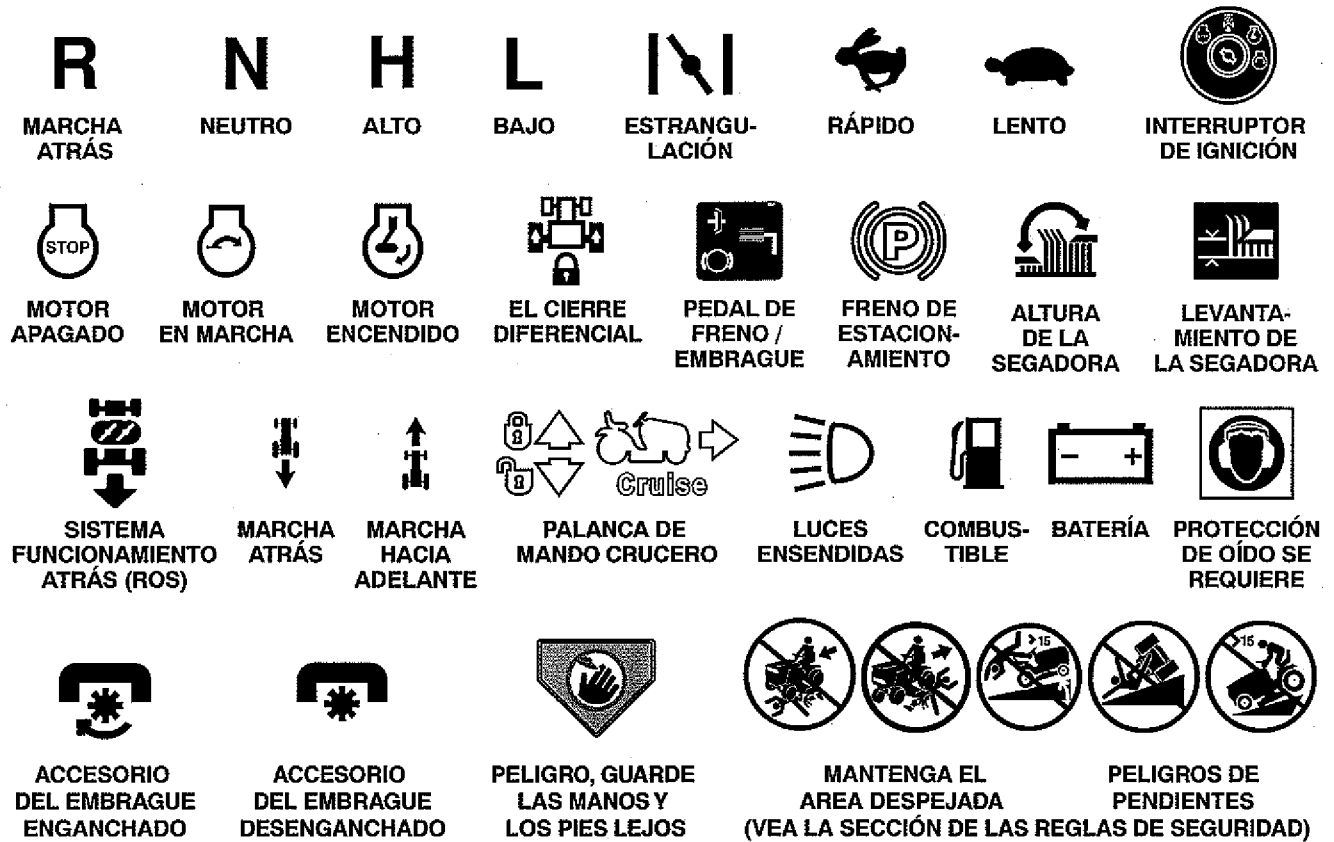 R N H L
MARCHA ATRÁS
NEUTRO
ALTO
BAJO
ESTRANGU-
LACIÓN
RÁPIDO
LENTO
INTERRUPTOR
DE IGNICIÓN
STOP
P
MOTOR
APAGADO
MOTOR
EN MARCHA
MOTOR
ENCENDIDO
EL CIERRE
DIFERENCIAL
PEDAL DE
FRENO /
EMBRAGUE
FRENO DE
ESTACION-
AMIENTO
ALTURA
DE LA
SEGADORA
LEVANTA-
MIENTO DE
LA SEGADORA
Cruise
- +
SISTEMA
FUNCIONAMIENTO
ATRÁS (ROS)
MARCHA
ATRÁS
MARCHA
HACIA
ADELANTE
PALANCA DE
MANDO CRUCERO
LUCES
ENSENDIDAS
COMBUS-
TIBLE
BATERÍA
PROTECCIÓN
DE OÍDO SE
REQUIERE
>15
>15
ACCESORIO
DEL EMBRAGUE
ENGANCHADO
ACCESORIO
DEL EMBRAGUE
DESENGANCHADO
PELIGRO, GUARDE
LAS MANOS Y
LOS PIES LEJOS
MANTENGA EL
AREA DESPEJADA
PELIGROS DE
PENDIENTES
(VEA LA SECCIÓN DE LAS REGLAS DE SEGURIDAD)